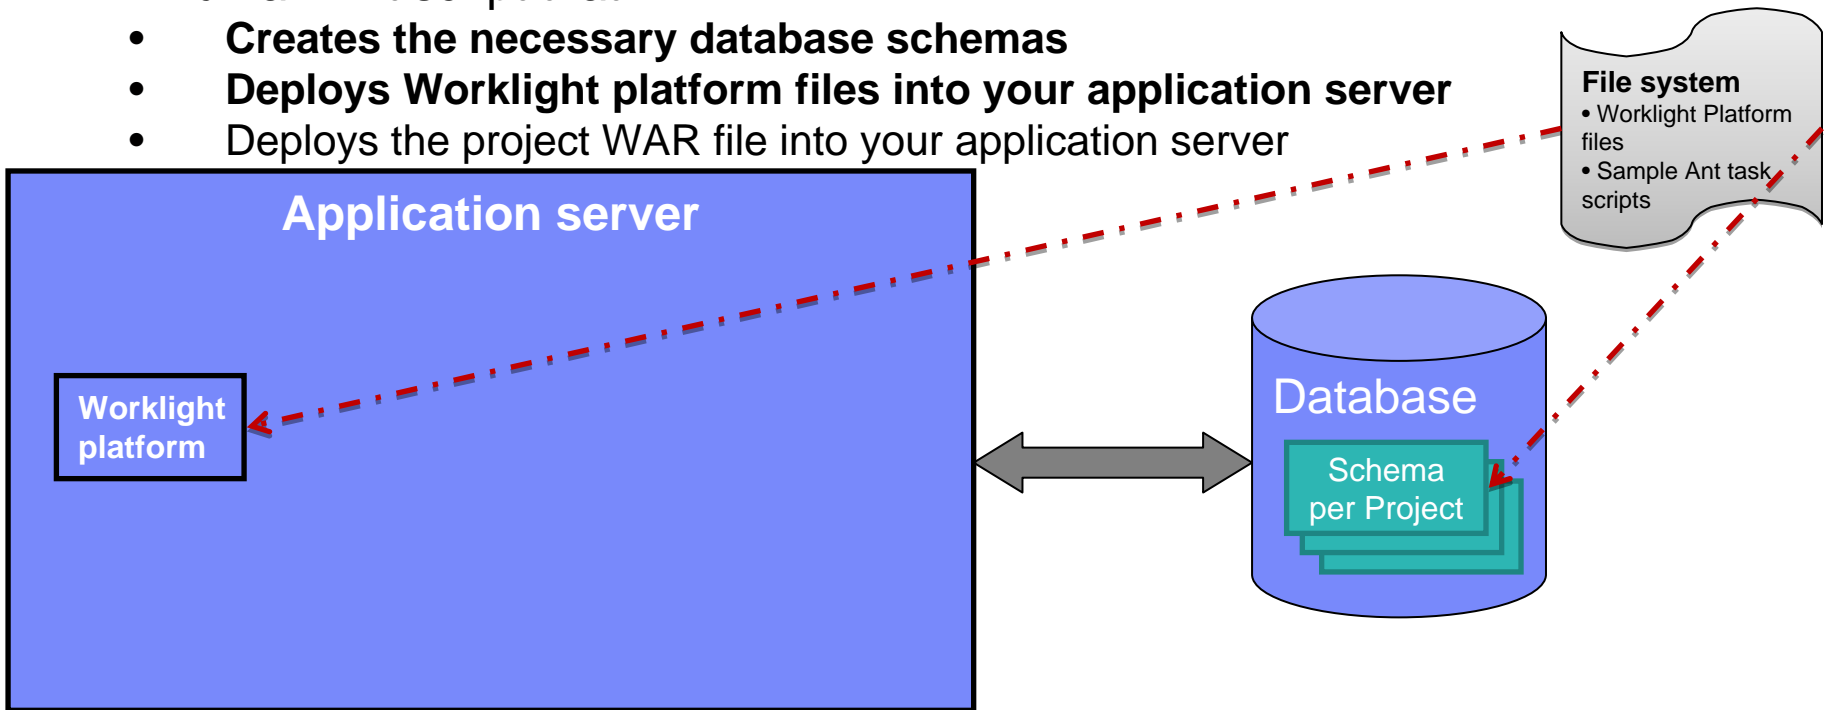 • Creates the necessary database schemas
• Deploys Worklight platform files into your application server
• Deploys the project WAR file into your application server
File system
• Worklight Platform
files
• Sample Ant task
scripts
Application server
Worklight
platform
Database
Schema
per Project